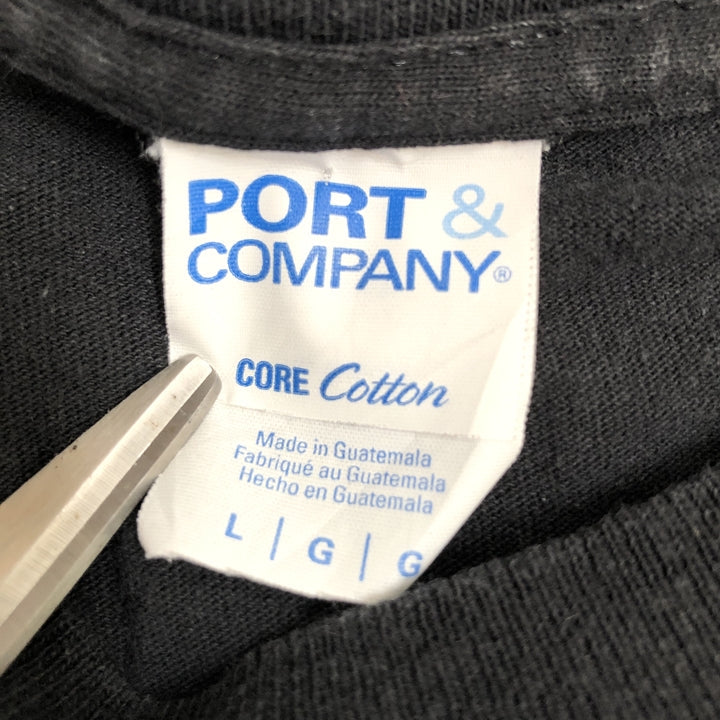 PORT &
COMPANY®
CORE Cotton
Made in Guatemala
Fabriqué au Guatemala
Hecho en Guatemala
L | G | G